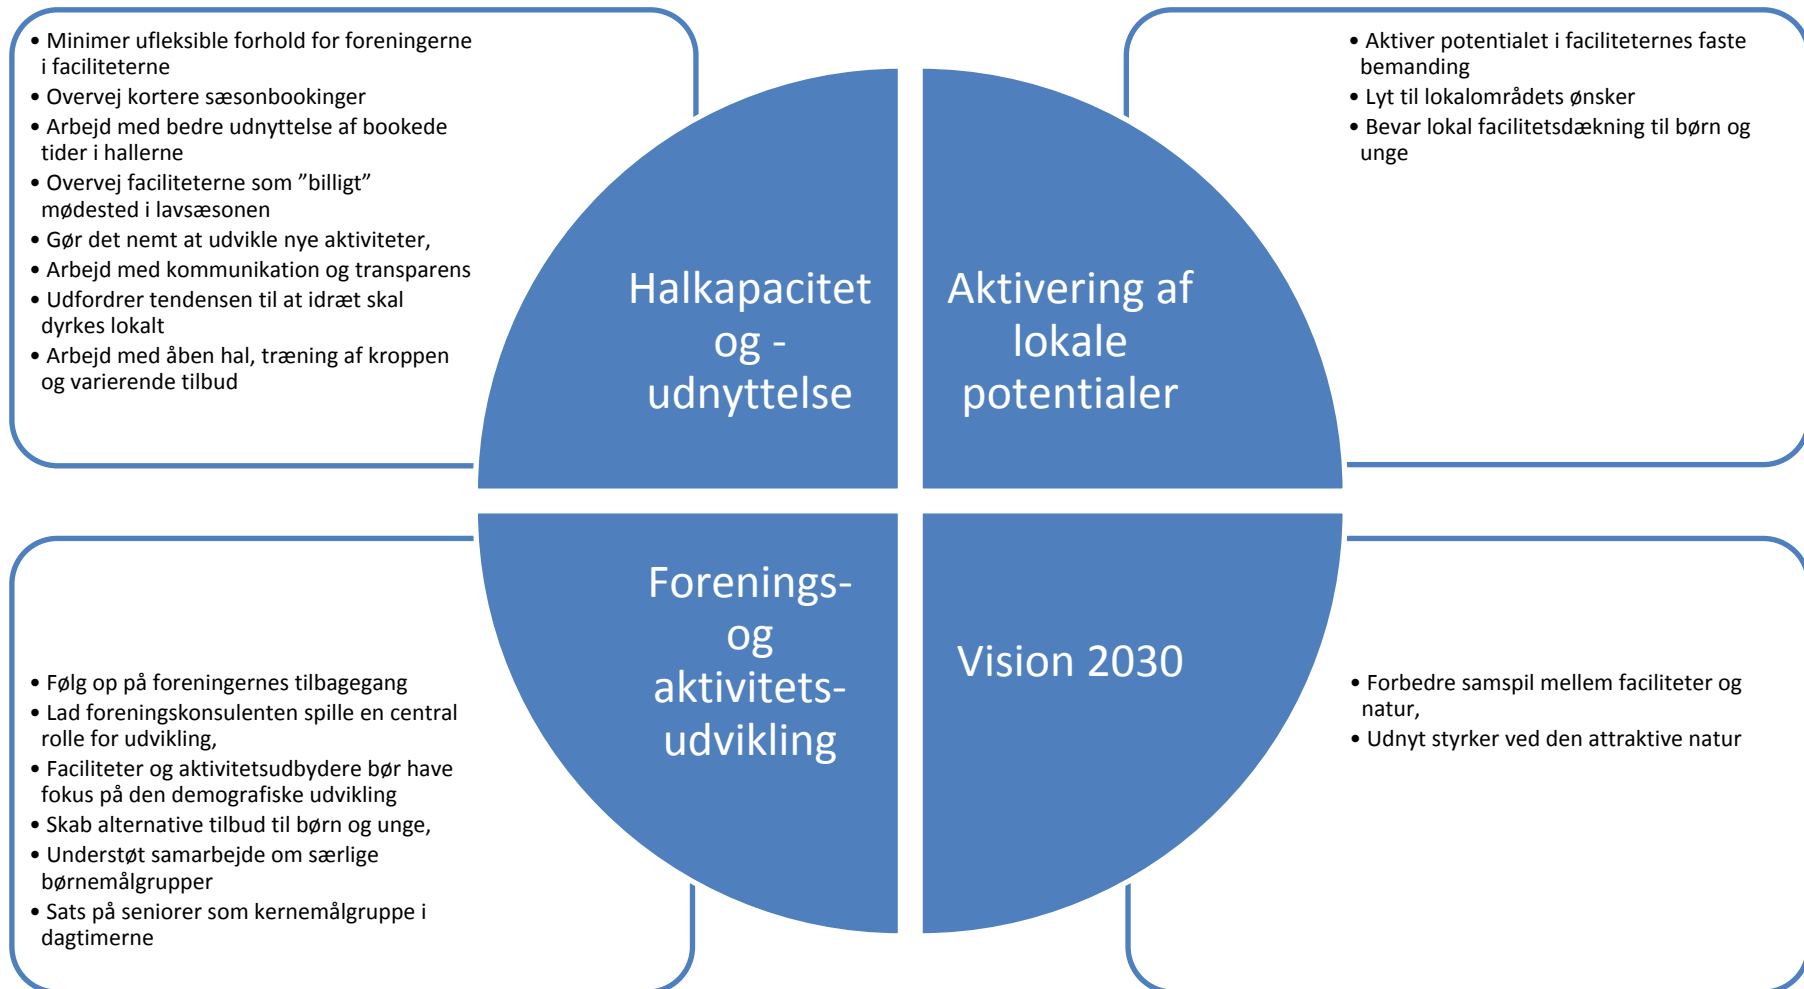 • Minimer ufleksible forhold for foreningerne
i faciliteterne
• Overvej kortere sæsonbookinger
• Arbejd med bedre udnyttelse af bookede
tider i hallerne
• Overvej faciliteterne som ”billigt”
mødested i lavsæsonen
• Gør det nemt at udvikle nye aktiviteter,
• Arbejd med kommunikation og transparens
• Udfordrer tendensen til at idræt skal
dyrkes lokalt
• Arbejd med åben hal, træning af kroppen
og varierende tilbud
Halkapacitet
og -
udnyttelse
Aktivering af
lokale
potentialer
• Aktiver potentialet i faciliteternes faste
bemanding
• Lyt til lokalområdets ønsker
• Bevar lokal facilitetsdækning til børn og
unge
• Følg op på foreningernes tilbagegang
• Lad foreningskonsulenten spille en central
rolle for udvikling,
• Faciliteter og aktivitetsudbydere bør have
fokus på den demografiske udvikling
• Skab alternative tilbud til børn og unge,
• Understøt samarbejde om særlige
børnemålgrupper
• Sats på seniorer som kernemålgruppe i
dagtimerne
Forenings-
og
aktivitets-
udvikling
Vision 2030
• Forbedre samspil mellem faciliteter og
natur,
• Udnyt styrker ved den attraktive natur